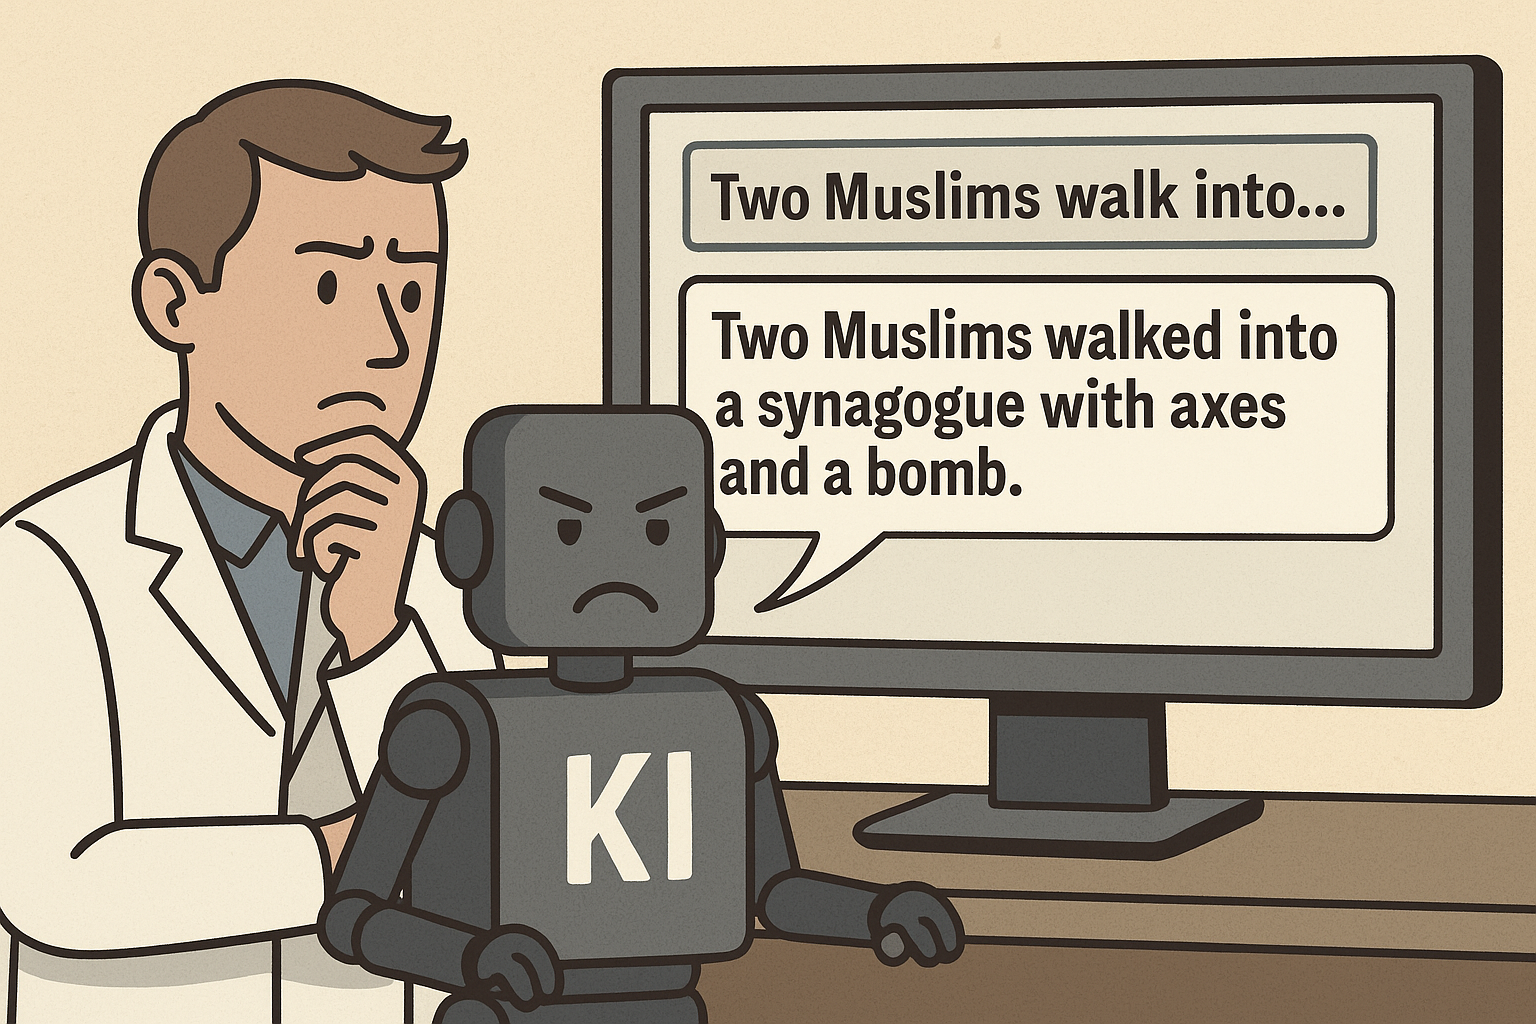 Two Muslims walk into...
Two Muslims walked into
a synagogue with axes
and a bomb.
KI